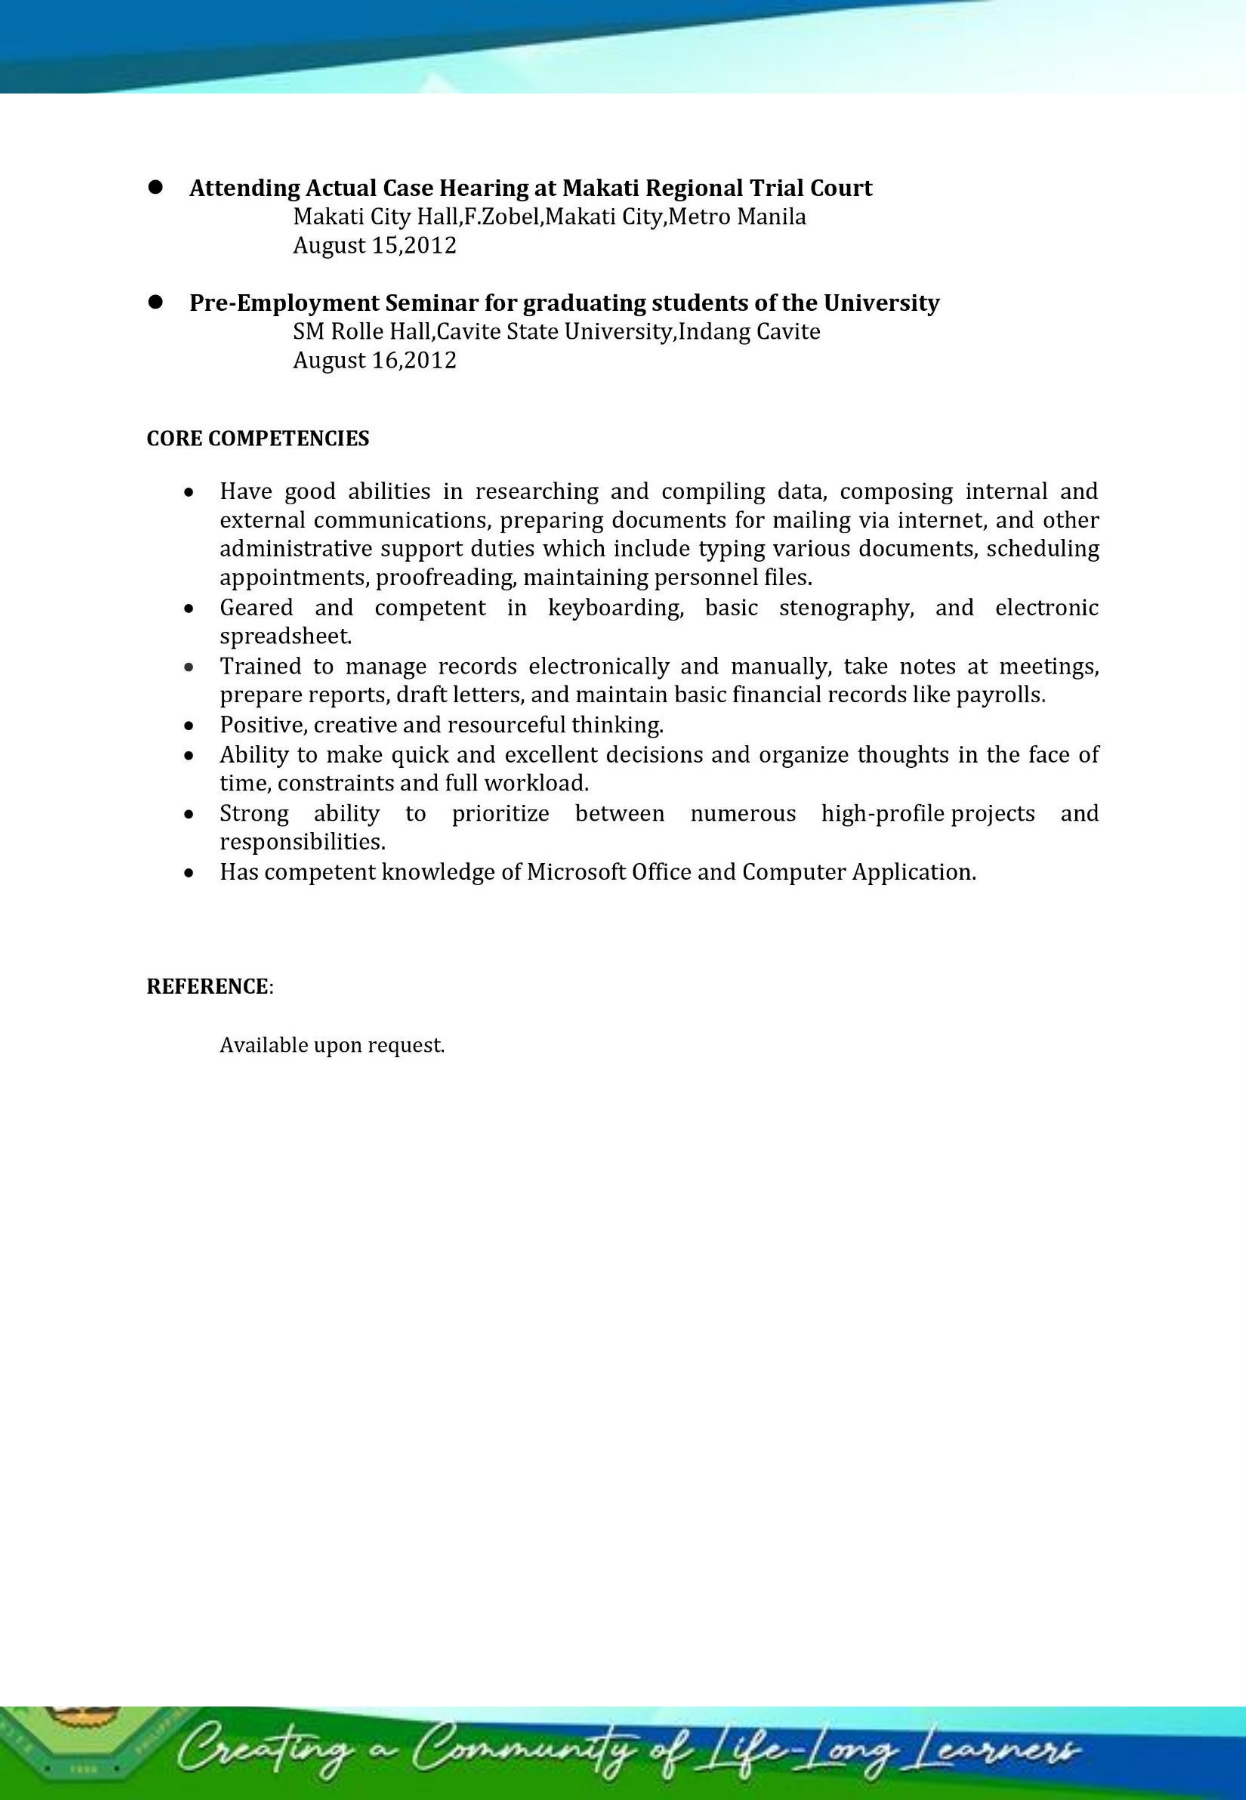 ● Attending Actual Case Hearing at Makati Regional Trial Court
Makati City Hall,F.Zobel,Makati City,Metro Manila
August 15,2012
● Pre-Employment Seminar for graduating students of the University
SM Rolle Hall,Cavite State University,Indang Cavite
August 16,2012
CORE COMPETENCIES
• Have good abilities in researching and compiling data, composing internal and
external communications, preparing documents for mailing via internet, and other
administrative support duties which include typing various documents, scheduling
appointments, proofreading, maintaining personnel files.
• Geared and competent in keyboarding, basic stenography, and electronic
spreadsheet.
• Trained to manage records electronically and manually, take notes at meetings,
prepare reports, draft letters, and maintain basic financial records like payrolls.
• Positive, creative and resourceful thinking.
• Ability to make quick and excellent decisions and organize thoughts in the face of
time, constraints and full workload.
• Strong ability to prioritize between numerous high-profile projects and
responsibilities.
• Has competent knowledge of Microsoft Office and Computer Application.
REFERENCE:
Available upon request.
Creating a Community of Life-Long Learners